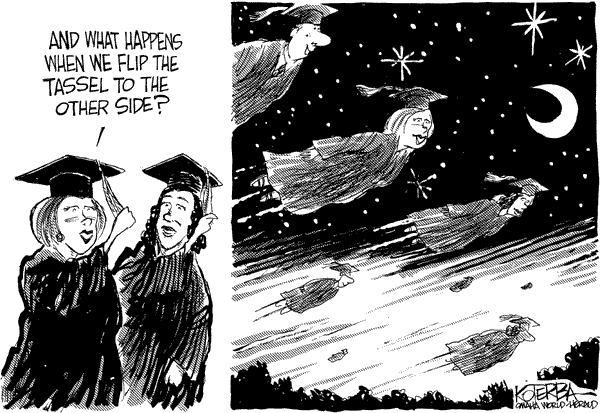 AND WHAT HAPPENS
WHEN WE FLIP THE
TASSEL TO THE
OTHER SIDE?
KOTERBA
OMAHA WORLD-HERALD